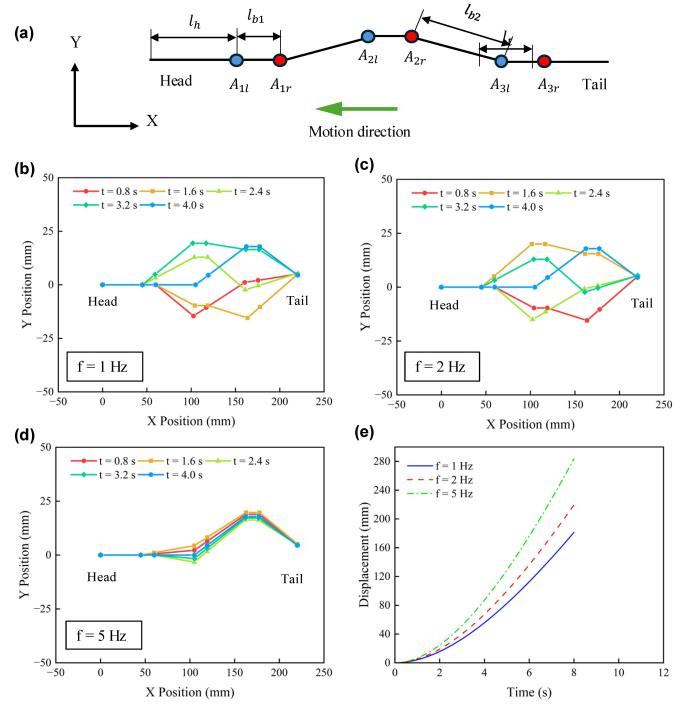 (a)
Y
X
l_h
l_b1
l_b2
Head
A_1l
A_1r
A_2l
A_2r
A_3l
A_3r
Tail
Motion direction
(b)
50
25
0
−25
−50
Y Position (mm)
t = 0.8 s
t = 1.6 s
t = 2.4 s
t = 3.2 s
t = 4.0 s
Head
Tail
f = 1 Hz
−50 0 50 100 150 200 250
X Position (mm)
(c)
50
25
0
−25
−50
Y Position (mm)
t = 0.8 s
t = 1.6 s
t = 2.4 s
t = 3.2 s
t = 4.0 s
Head
Tail
f = 2 Hz
−50 0 50 100 150 200 250
X Position (mm)
(d)
50
25
0
−25
−50
Y Position (mm)
t = 0.8 s
t = 1.6 s
t = 2.4 s
t = 3.2 s
t = 4.0 s
Head
Tail
f = 5 Hz
−50 0 50 100 150 200 250
X Position (mm)
(e)
280
240
200
160
120
80
40
0
Displacement (mm)
f = 1 Hz
f = 2 Hz
f = 5 Hz
0 2 4 6 8 10 12
Time (s)